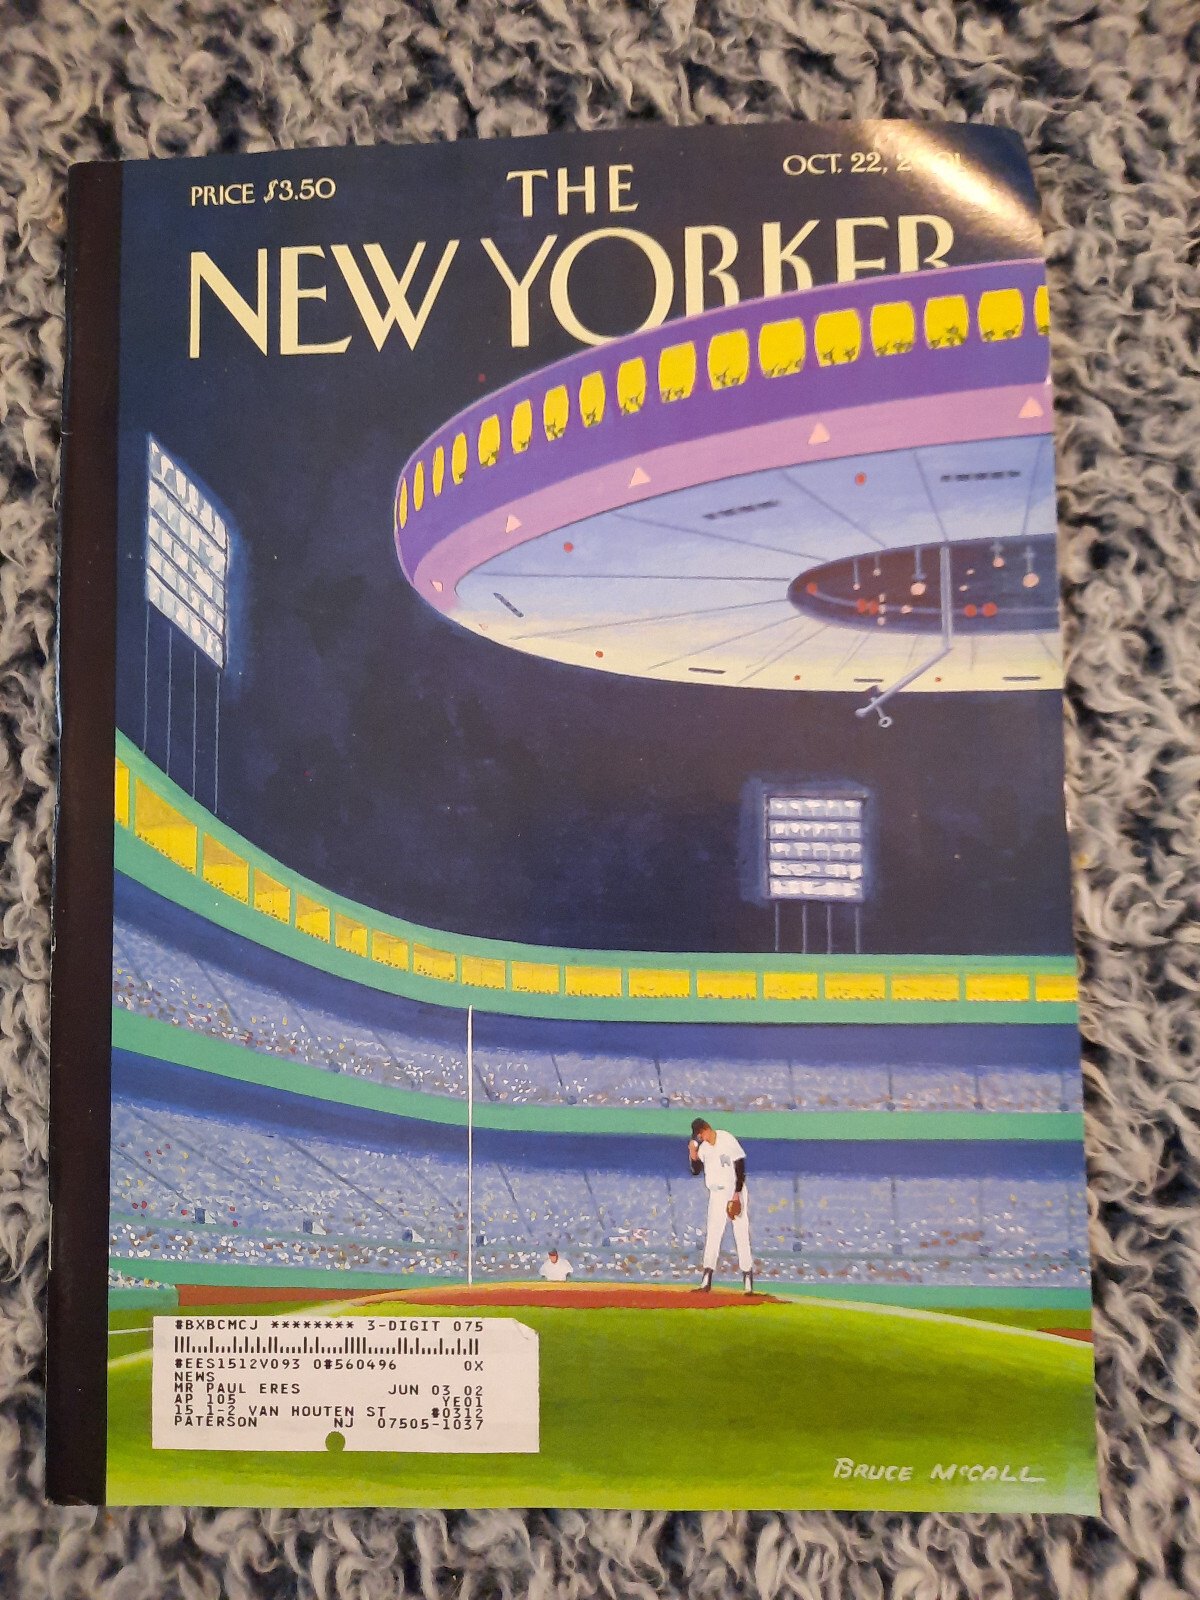 PRICE $3.50
OCT. 22, 2001
THE
NEW YORKER
#BXBCMCJ ******** 3-DIGIT 075
#EES1512V093 0#560496 0X
NEWS
MR PAUL ERES JUN 03 02
AP 105 YE01
15 1-2 VAN HOUTEN ST #0312
PATERSON NJ 07505-1037
BRUCE McCALL